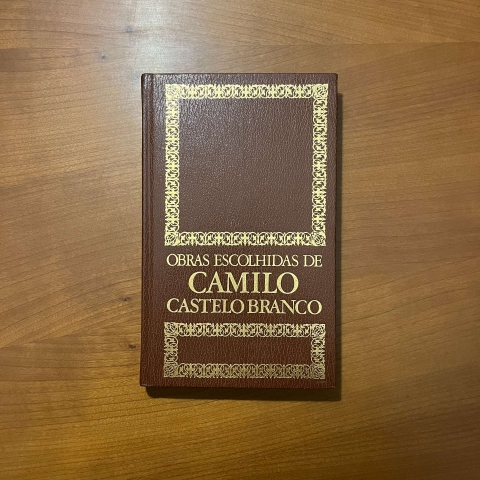 OBRAS ESCOLHIDAS DE
CAMILO
CASTELO BRANCO